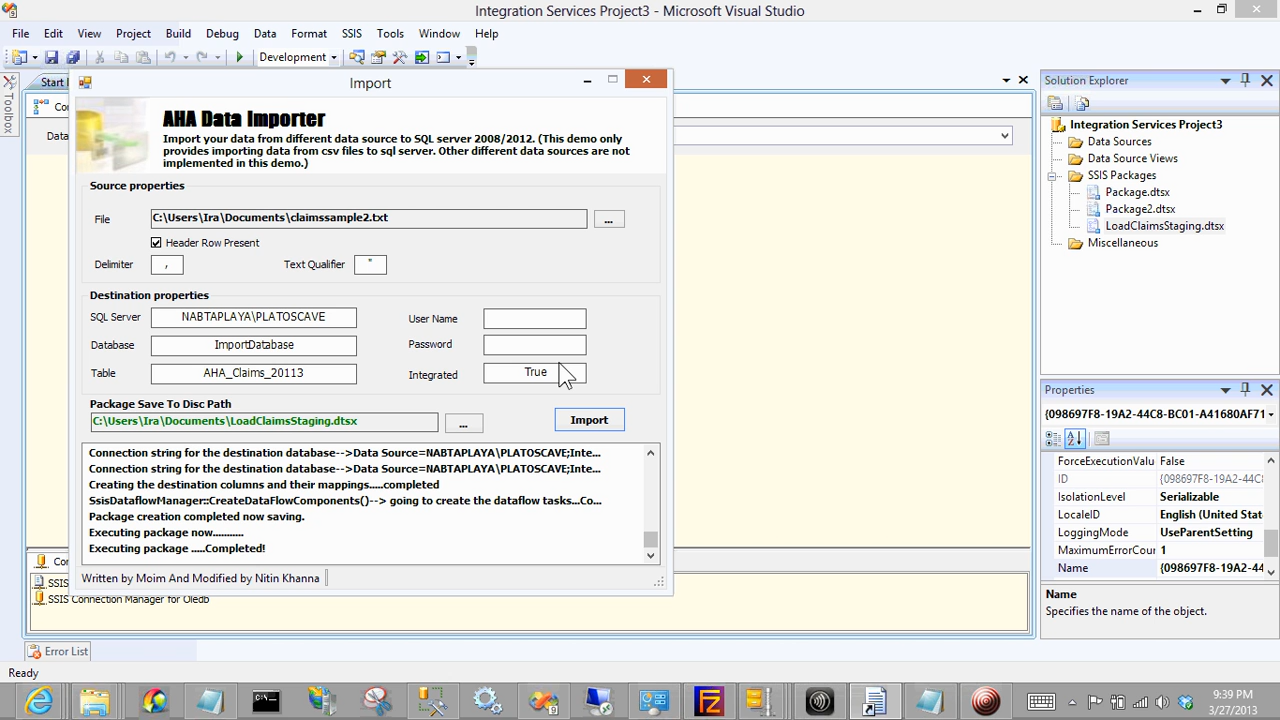 Integration Services Project3 - Microsoft Visual Studio
File Edit View Project Build Debug Data Format SSIS Tools Window Help
Development
Toolbox
Start
Import
AHA Data Importer
Import your data from different data source to SQL server 2008/2012. (This demo only
provides importing data from csv files to sql server. Other different data sources are not
implemented in this demo.)
Source properties
File C:\Users\Ira\Documents\claimssample2.txt ...
Header Row Present
Delimiter , Text Qualifier "
Destination properties
SQL Server NABTAPLAYA\PLATOSCAVE User Name
Database ImportDatabase Password
Table AHA_Claims_20113 Integrated True
Package Save To Disc Path
C:\Users\Ira\Documents\LoadClaimsStaging.dtsx ... Import
Connection string for the destination database-->Data Source=NABTAPLAYA\PLATOSCAVE;Inte...
Connection string for the destination database-->Data Source=NABTAPLAYA\PLATOSCAVE;Inte...
Creating the destination columns and their mappings.....completed
SsisDataflowManager::CreateDataFlowComponents()--> going to create the dataflow tasks...Co...
Package creation completed now saving.
Executing package now...........
Executing package .....Completed!
Written by Moim And Modified by Nitin Khanna
Co
Data
Con
SSIS
SSIS Connection Manager for Oledb
Error List
Ready
Solution Explorer
Integration Services Project3
Data Sources
Data Source Views
SSIS Packages
Package.dtsx
Package2.dtsx
LoadClaimsStaging.dtsx
Miscellaneous
Properties
{098697F8-19A2-44C8-BC01-A41680AF71
ForceExecutionValu False
ID {098697F8-19A2-44C
IsolationLevel Serializable
LocaleID English (United Stat
LoggingMode UseParentSetting
MaximumErrorCou 1
Name {098697F8-19A2-44
Name
Specifies the name of the object.
9:39 PM
3/27/2013